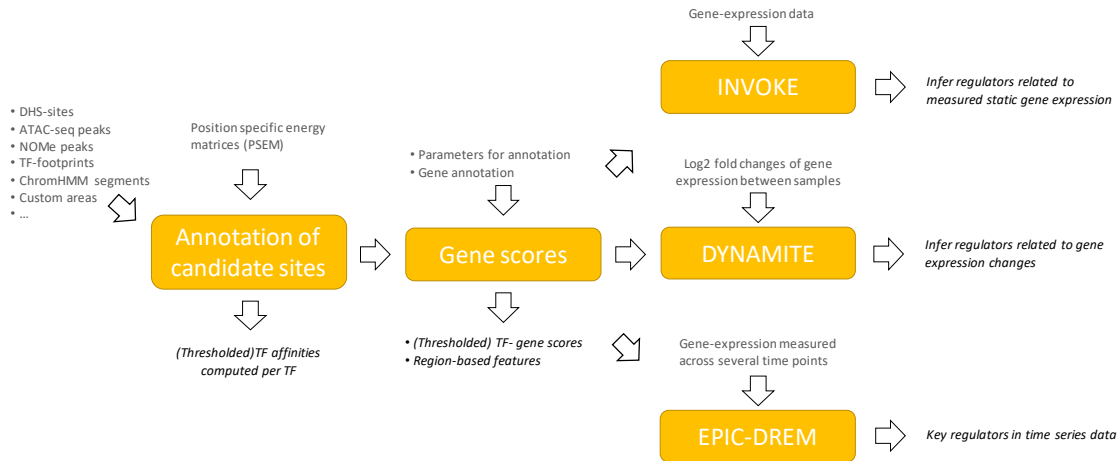 Gene-expression data
INVOKE
Infer regulators related to
measured static gene expression
• DHS-sites
• ATAC-seq peaks
• NOMe peaks
• TF-footprints
• ChromHMM segments
• Custom areas
• ...
Position specific energy
matrices (PSEM)
• Parameters for annotation
• Gene annotation
Log2 fold changes of gene
expression between samples
Annotation of
candidate sites
Gene scores
DYNAMITE
Infer regulators related to gene
expression changes
(Thresholded)TF affinities
computed per TF
• (Thresholded) TF- gene scores
• Region-based features
Gene-expression measured
across several time points
EPIC-DREM
Key regulators in time series data